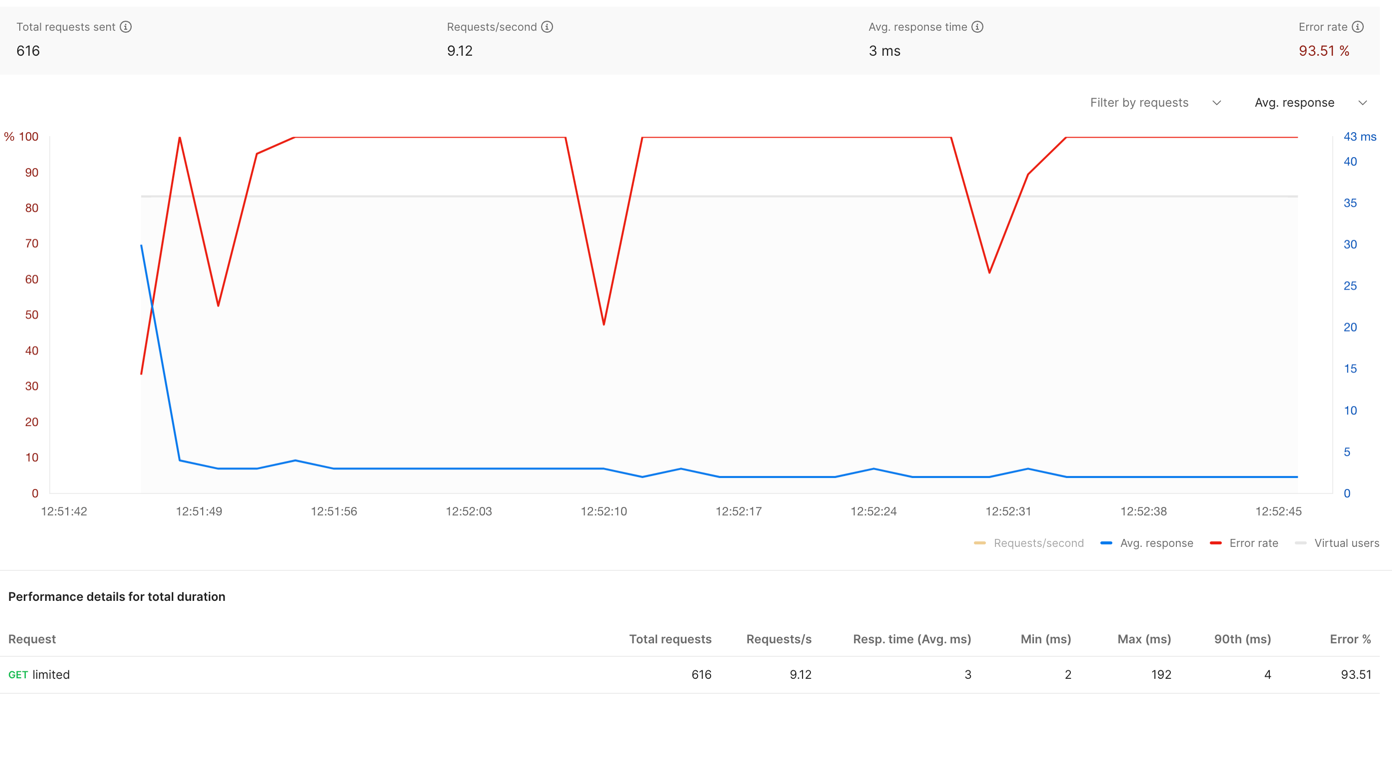 Total requests sent
Requests/second
Avg. response time
Error rate
616
9.12
3 ms
93.51 %
Filter by requests
Avg. response
% 100
90
80
70
60
50
40
30
20
10
0
43 ms
40
35
30
25
20
15
10
5
0
12:51:42
12:51:49
12:51:56
12:52:03
12:52:10
12:52:17
12:52:24
12:52:31
12:52:38
12:52:45
Requests/second
Avg. response
Error rate
Virtual users
Performance details for total duration
Request Total requests Requests/s Resp. time (Avg. ms) Min (ms) Max (ms) 90th (ms) Error %
GET limited 616 9.12 3 2 192 4 93.51